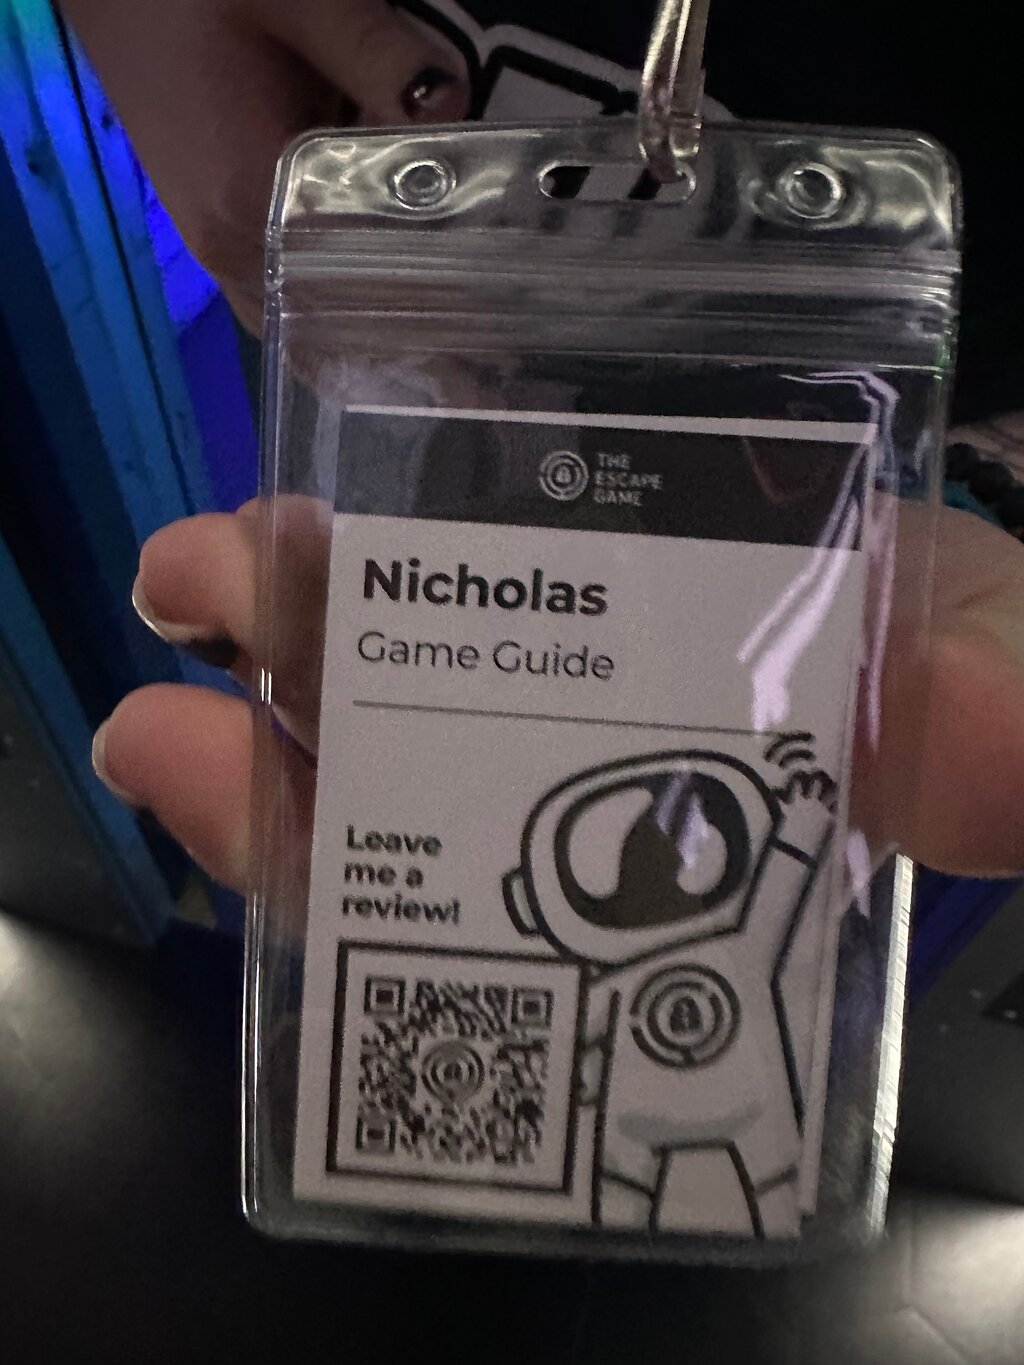 THE
ESCAPE
GAME
Nicholas
Game Guide
Leave
me a
review!